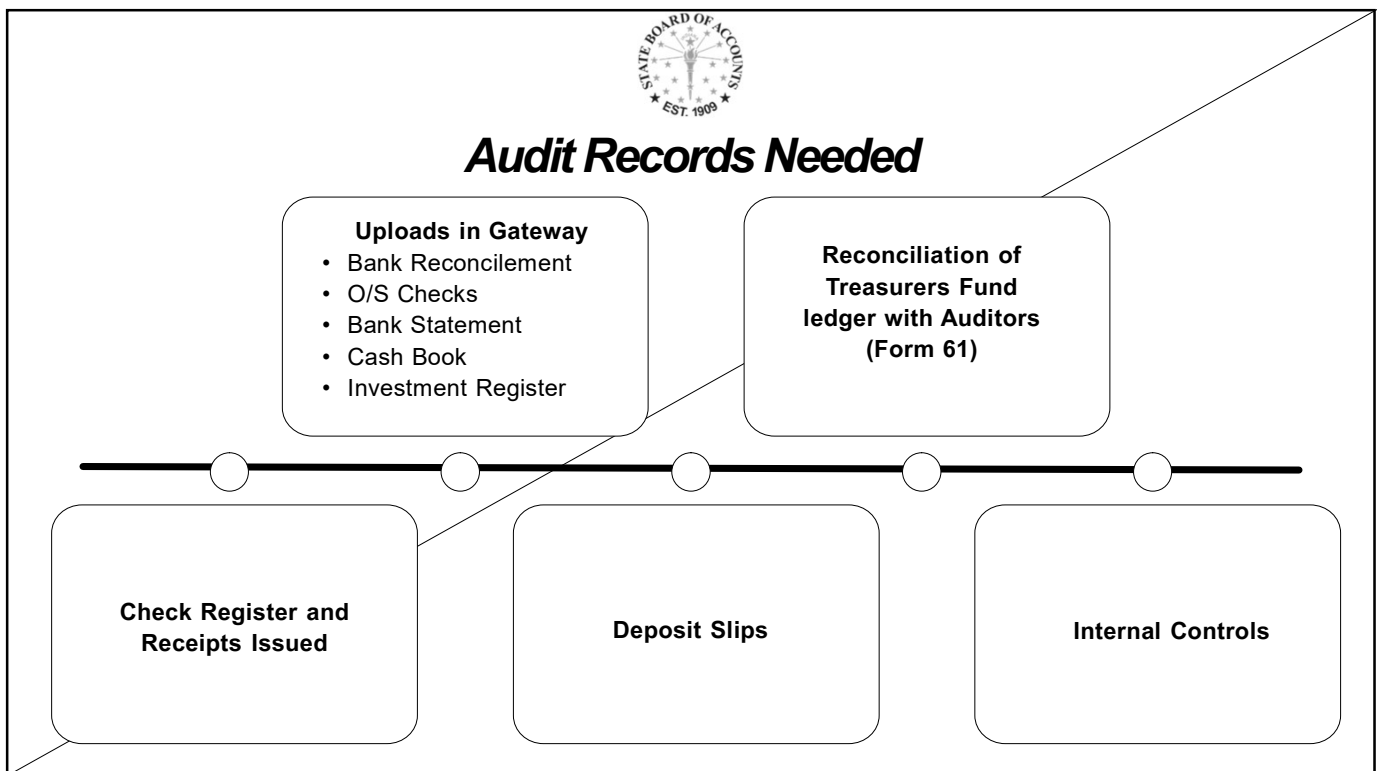 STATE BOARD OF ACCOUNTS
EST. 1909
Audit Records Needed
Uploads in Gateway
• Bank Reconcilement
• O/S Checks
• Bank Statement
• Cash Book
• Investment Register
Reconciliation of
Treasurers Fund
ledger with Auditors
(Form 61)
Check Register and
Receipts Issued
Deposit Slips
Internal Controls